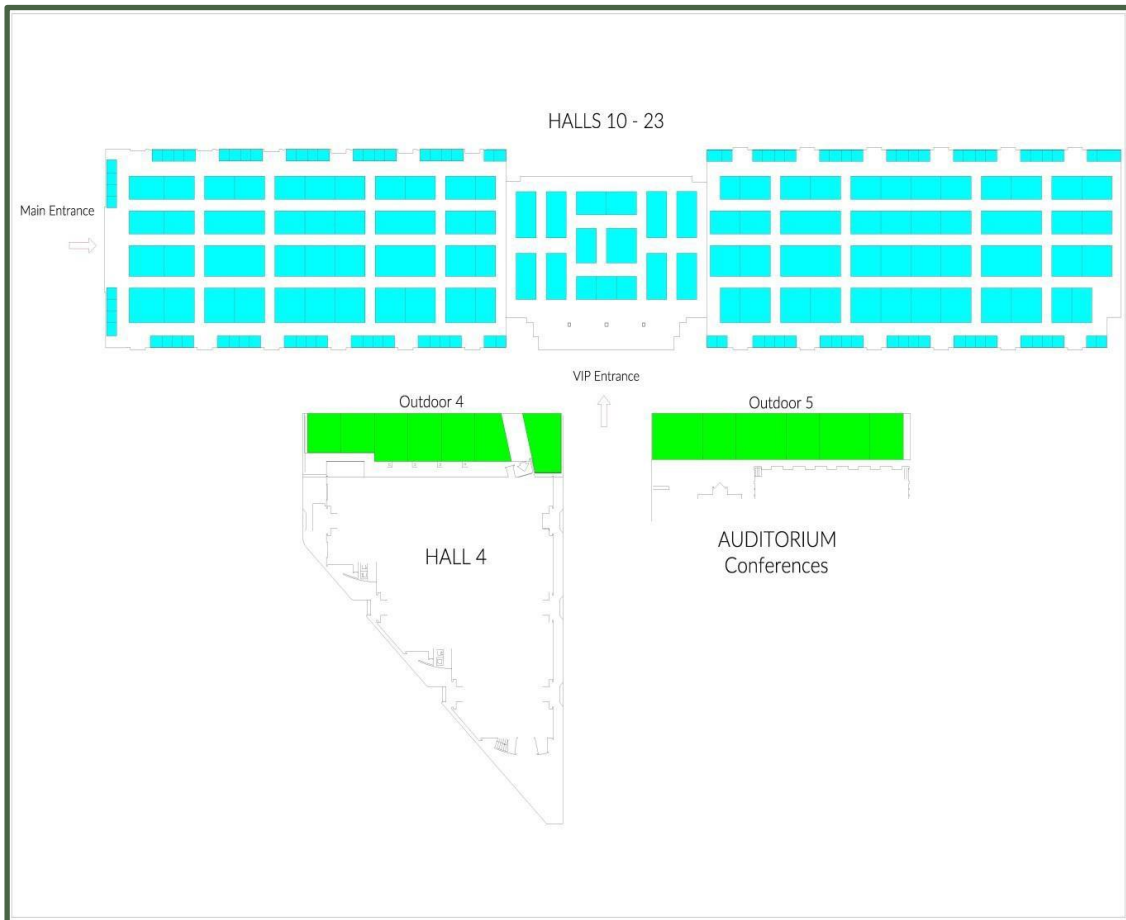 HALLS 10 - 23
Main Entrance
VIP Entrance
Outdoor 4
Outdoor 5
HALL 4
AUDITORIUM
Conferences